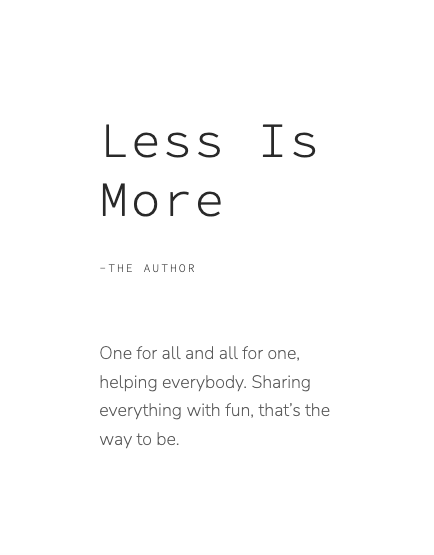 Less Is
More
–THE AUTHOR
One for all and all for one,
helping everybody. Sharing
everything with fun, that’s the
way to be.